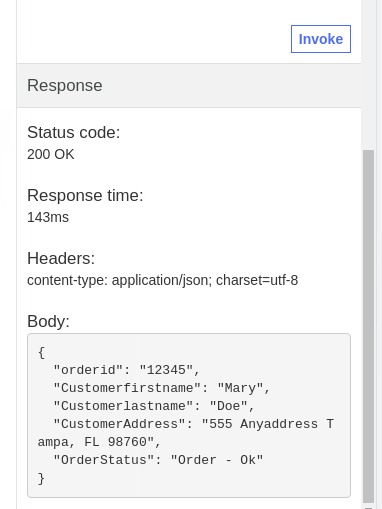 Invoke
Response
Status code:
200 OK
Response time:
143ms
Headers:
content-type: application/json; charset=utf-8
Body:
{
  "orderid": "12345",
  "Customerfirstname": "Mary",
  "Customerlastname": "Doe",
  "CustomerAddress": "555 Anyaddress T
ampa, FL 98760",
  "OrderStatus": "Order - Ok"
}